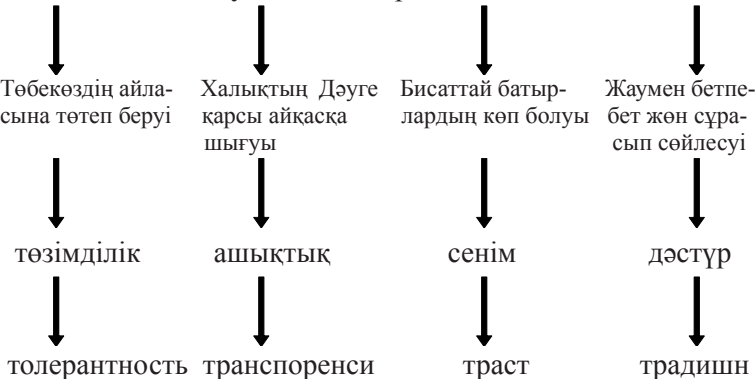 Төбекөздің айла-
сына төтеп беруі
Халықтың Дәуге
қарсы айқасқа
шығуы
Бисаттай батыр-
лардың көп болуы
Жаумен бетпе-
бет жөн сұра-
сып сөйлесуі
төзімділік ашықтық сенім дәстүр
толерантность транспоренси траст традишн